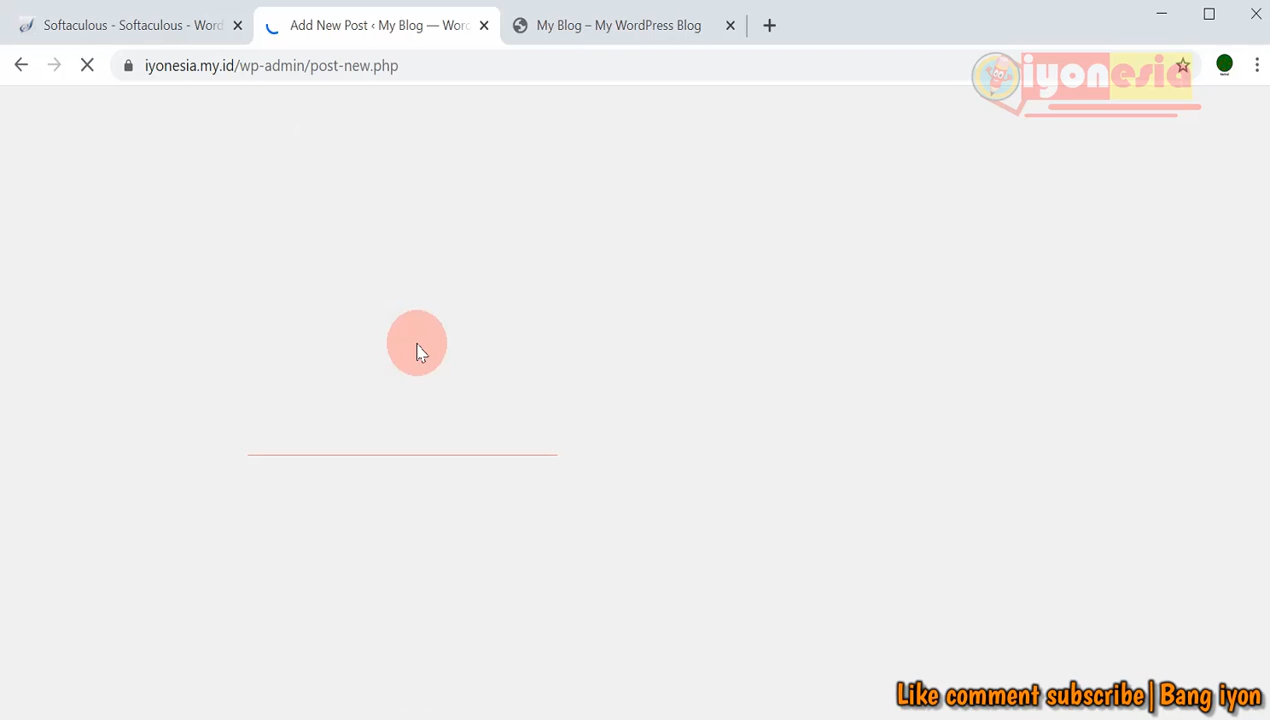 Softaculous - Softaculous - Word
Add New Post ‹ My Blog — Word
My Blog – My WordPress Blog
iyonesia.my.id/wp-admin/post-new.php
iyonesia
Like comment subscribe| Bang iyon